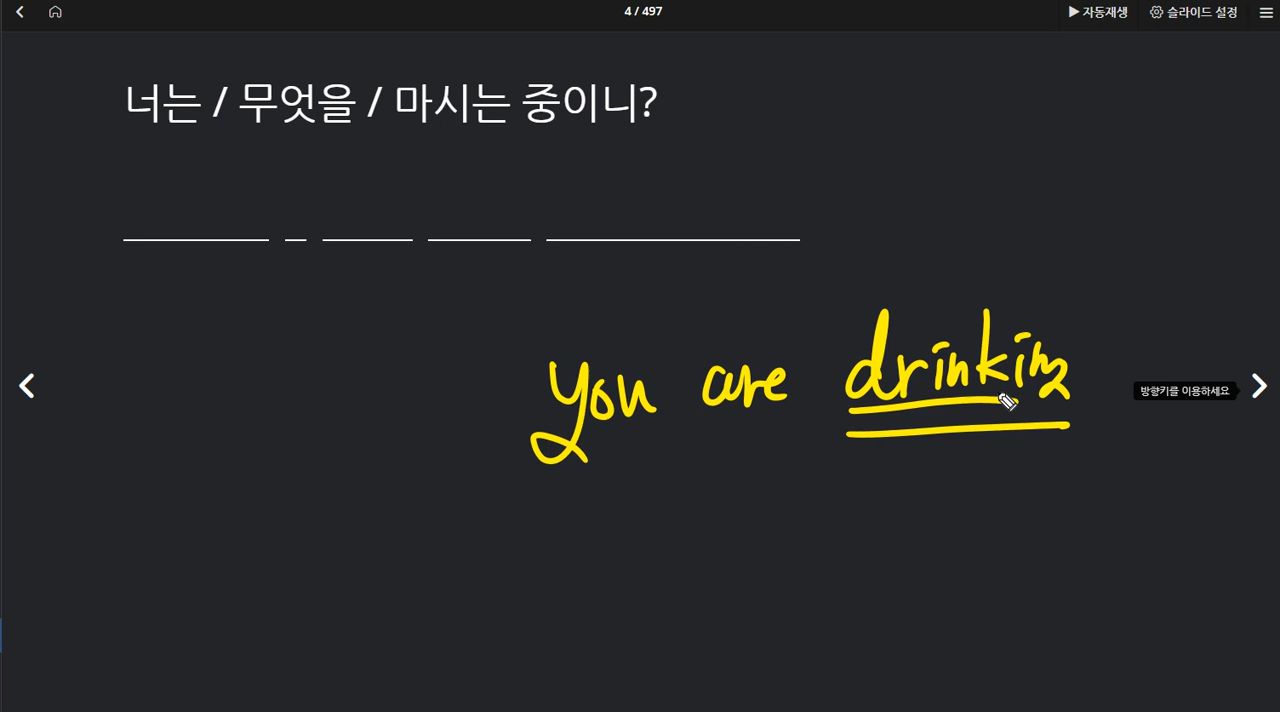 4 / 497
▶ 자동재생
슬라이드 설정
너는 / 무엇을 / 마시는 중이니?
you are drinking
방향키를 이용하세요